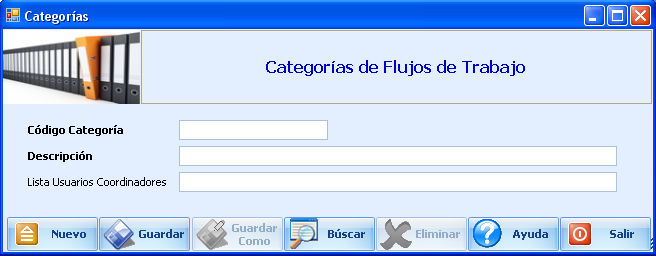 Categorías
Categorías de Flujos de Trabajo
Código Categoría
Descripción
Lista Usuarios Coordinadores
Nuevo
Guardar
Guardar
Como
Búscar
Eliminar
Ayuda
Salir